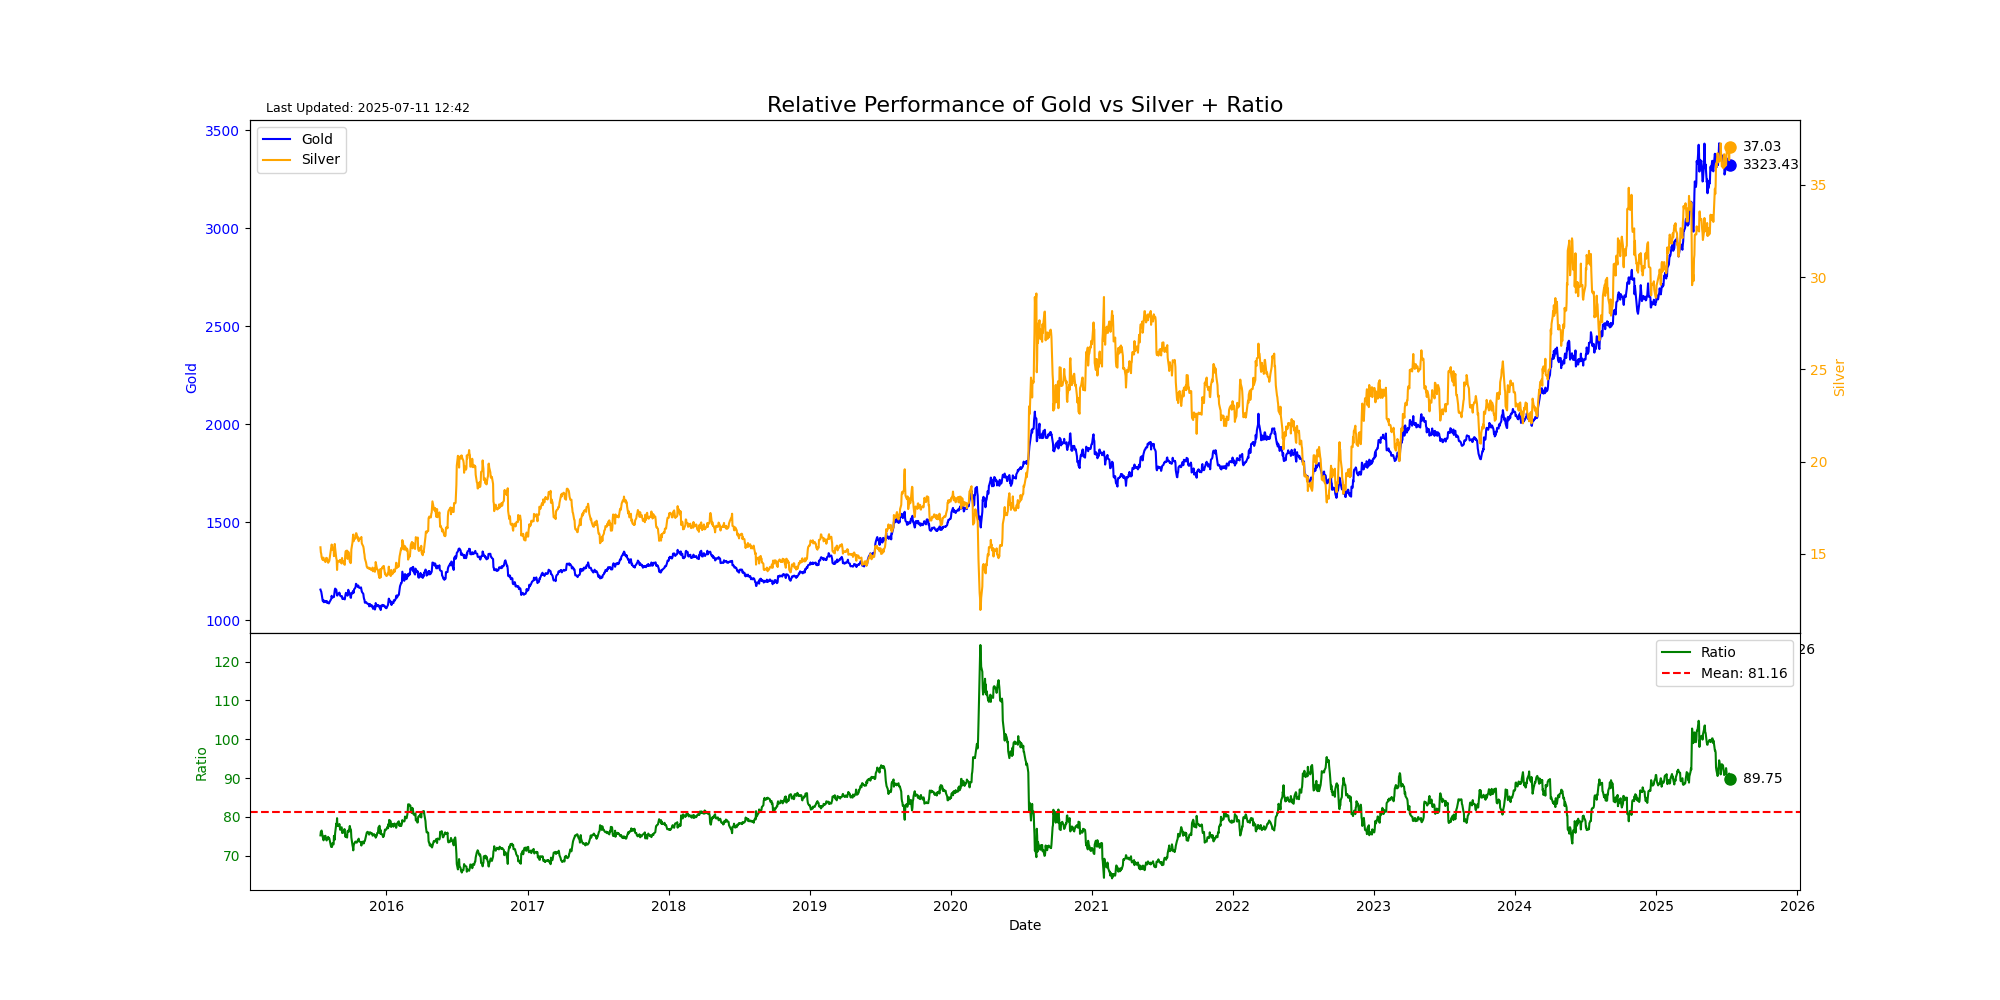 Last Updated: 2025-07-11 12:42
Relative Performance of Gold vs Silver + Ratio
Gold
Silver
3500
3000
2500
2000
1500
1000
Gold
37.03
3323.43
35
30
25
20
15
Silver
26
Ratio
Mean: 81.16
120
110
100
90
80
70
Ratio
89.75
2016 2017 2018 2019 2020 2021 2022 2023 2024 2025 2026
Date